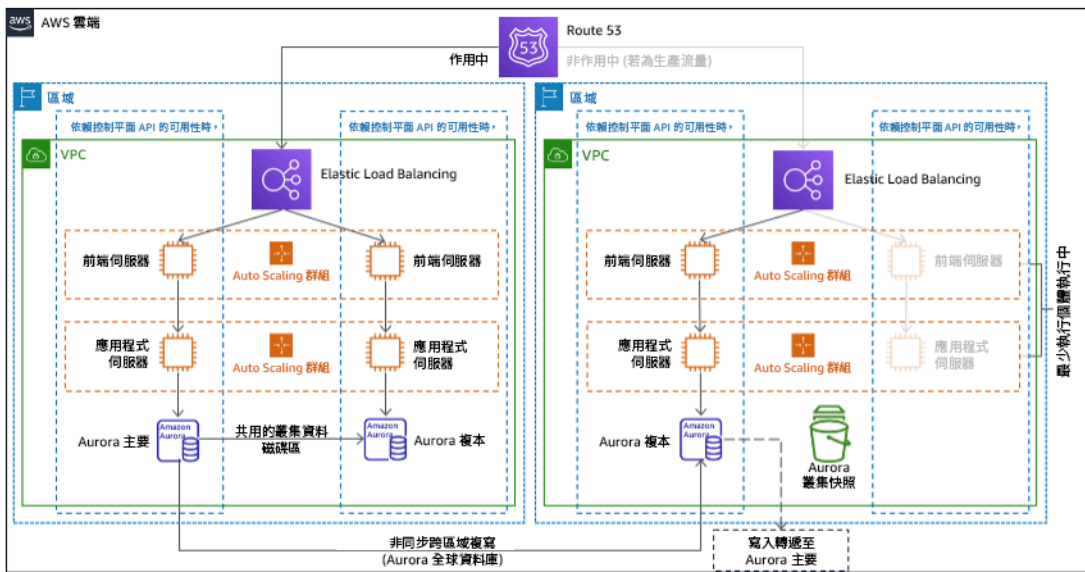 aws
AWS 雲端
53
Route 53
作用中
非作用中 (若為生產流量)
區域
依賴控制平面 API 的可用性時，
依賴控制平面 API 的可用性時，
VPC
Elastic Load Balancing
前端伺服器
Auto Scaling 群組
前端伺服器
應用程式
伺服器
Auto Scaling 群組
應用程式
伺服器
Aurora 主要
Amazon
Aurora
共用的叢集資料
磁碟區
Amazon
Aurora
Aurora 複本
區域
依賴控制平面 API 的可用性時，
依賴控制平面 API 的可用性時，
VPC
Elastic Load Balancing
前端伺服器
Auto Scaling 群組
前端伺服器
應用程式
伺服器
Auto Scaling 群組
應用程式
伺服器
最少執行個體執行中
Aurora 複本
Amazon
Aurora
Aurora
叢集快照
非同步跨區域複寫
(Aurora 全球資料庫)
寫入轉遞至
Aurora 主要